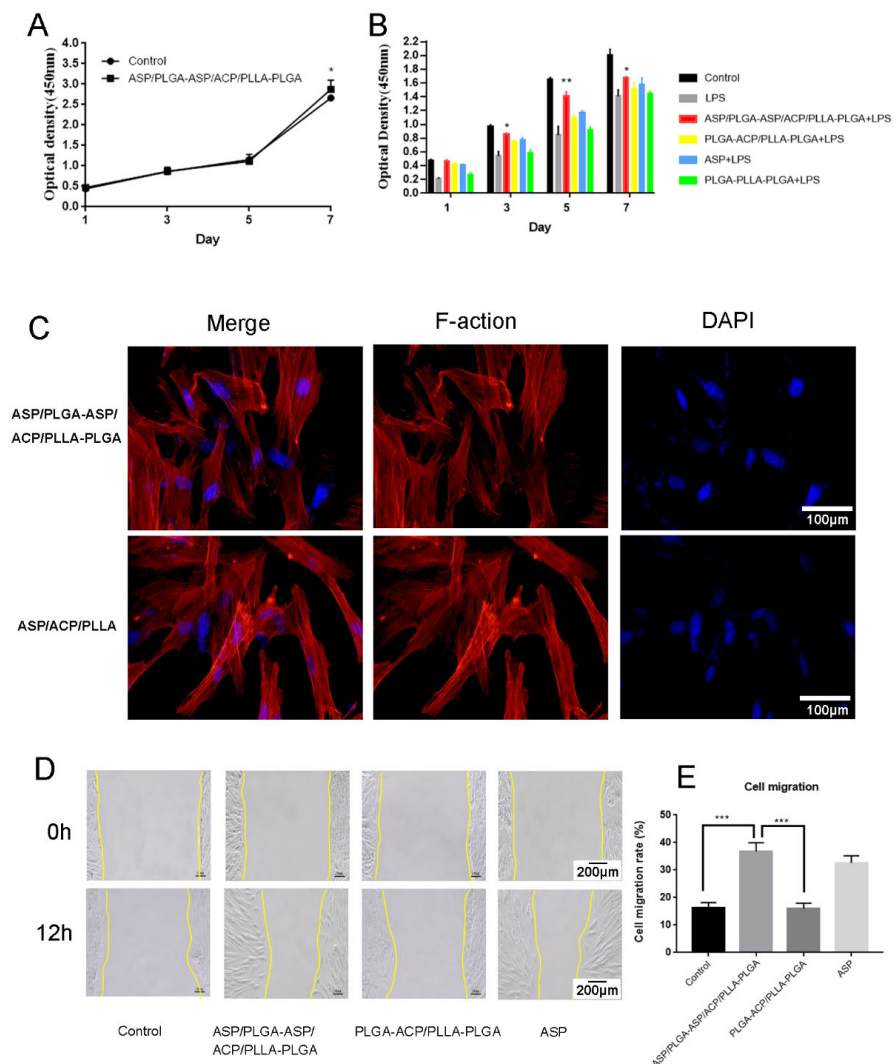 A
Optical density(450nm)
4.0
3.5
3.0
2.5
2.0
1.5
1.0
0.5
0.0
1
3
5
7
Day
Control
ASP/PLGA-ASP/ACP/PLLA-PLGA
*
B
Optical Density(450nm)
2.2
2.0
1.8
1.6
1.4
1.2
1.0
0.8
0.6
0.4
0.2
0.0
1
3
5
7
Day
*
**
*
Control
LPS
ASP/PLGA-ASP/ACP/PLLA-PLGA+LPS
PLGA-ACP/PLLA-PLGA+LPS
ASP+LPS
PLGA-PLLA-PLGA+LPS
C
Merge
F-action
DAPI
ASP/PLGA-ASP/
ACP/PLLA-PLGA
100μm
ASP/ACP/PLLA
100μm
D
0h
200μm
12h
200μm
Control
ASP/PLGA-ASP/
ACP/PLLA-PLGA
PLGA-ACP/PLLA-PLGA
ASP
E
Cell migration
Cell migration rate (%)
50
40
30
20
10
0
***
***
Control
ASP/PLGA-ASP/ACP/PLLA-PLGA
PLGA-ACP/PLLA-PLGA
ASP